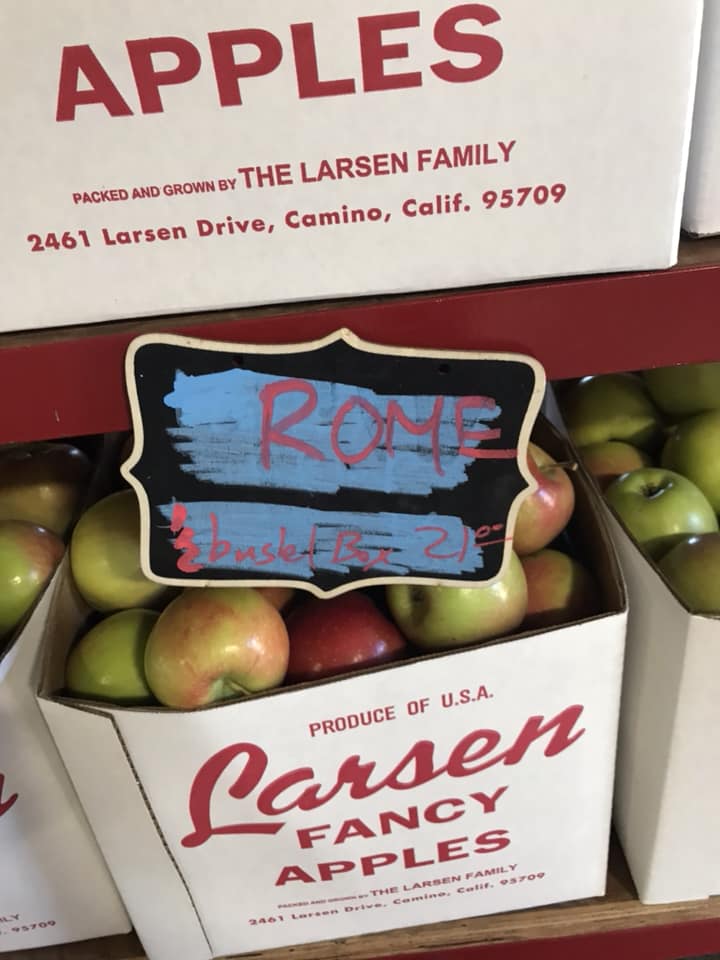 APPLES
PACKED AND GROWN BY THE LARSEN FAMILY
2461 Larsen Drive, Camino, Calif. 95709
ROME
½ bushel Box 21⁰⁰
PRODUCE OF U.S.A.
Larsen
FANCY
APPLES
PACKED AND GROWN BY THE LARSEN FAMILY
2461 Larsen Drive, Camino, Calif. 95709
95709